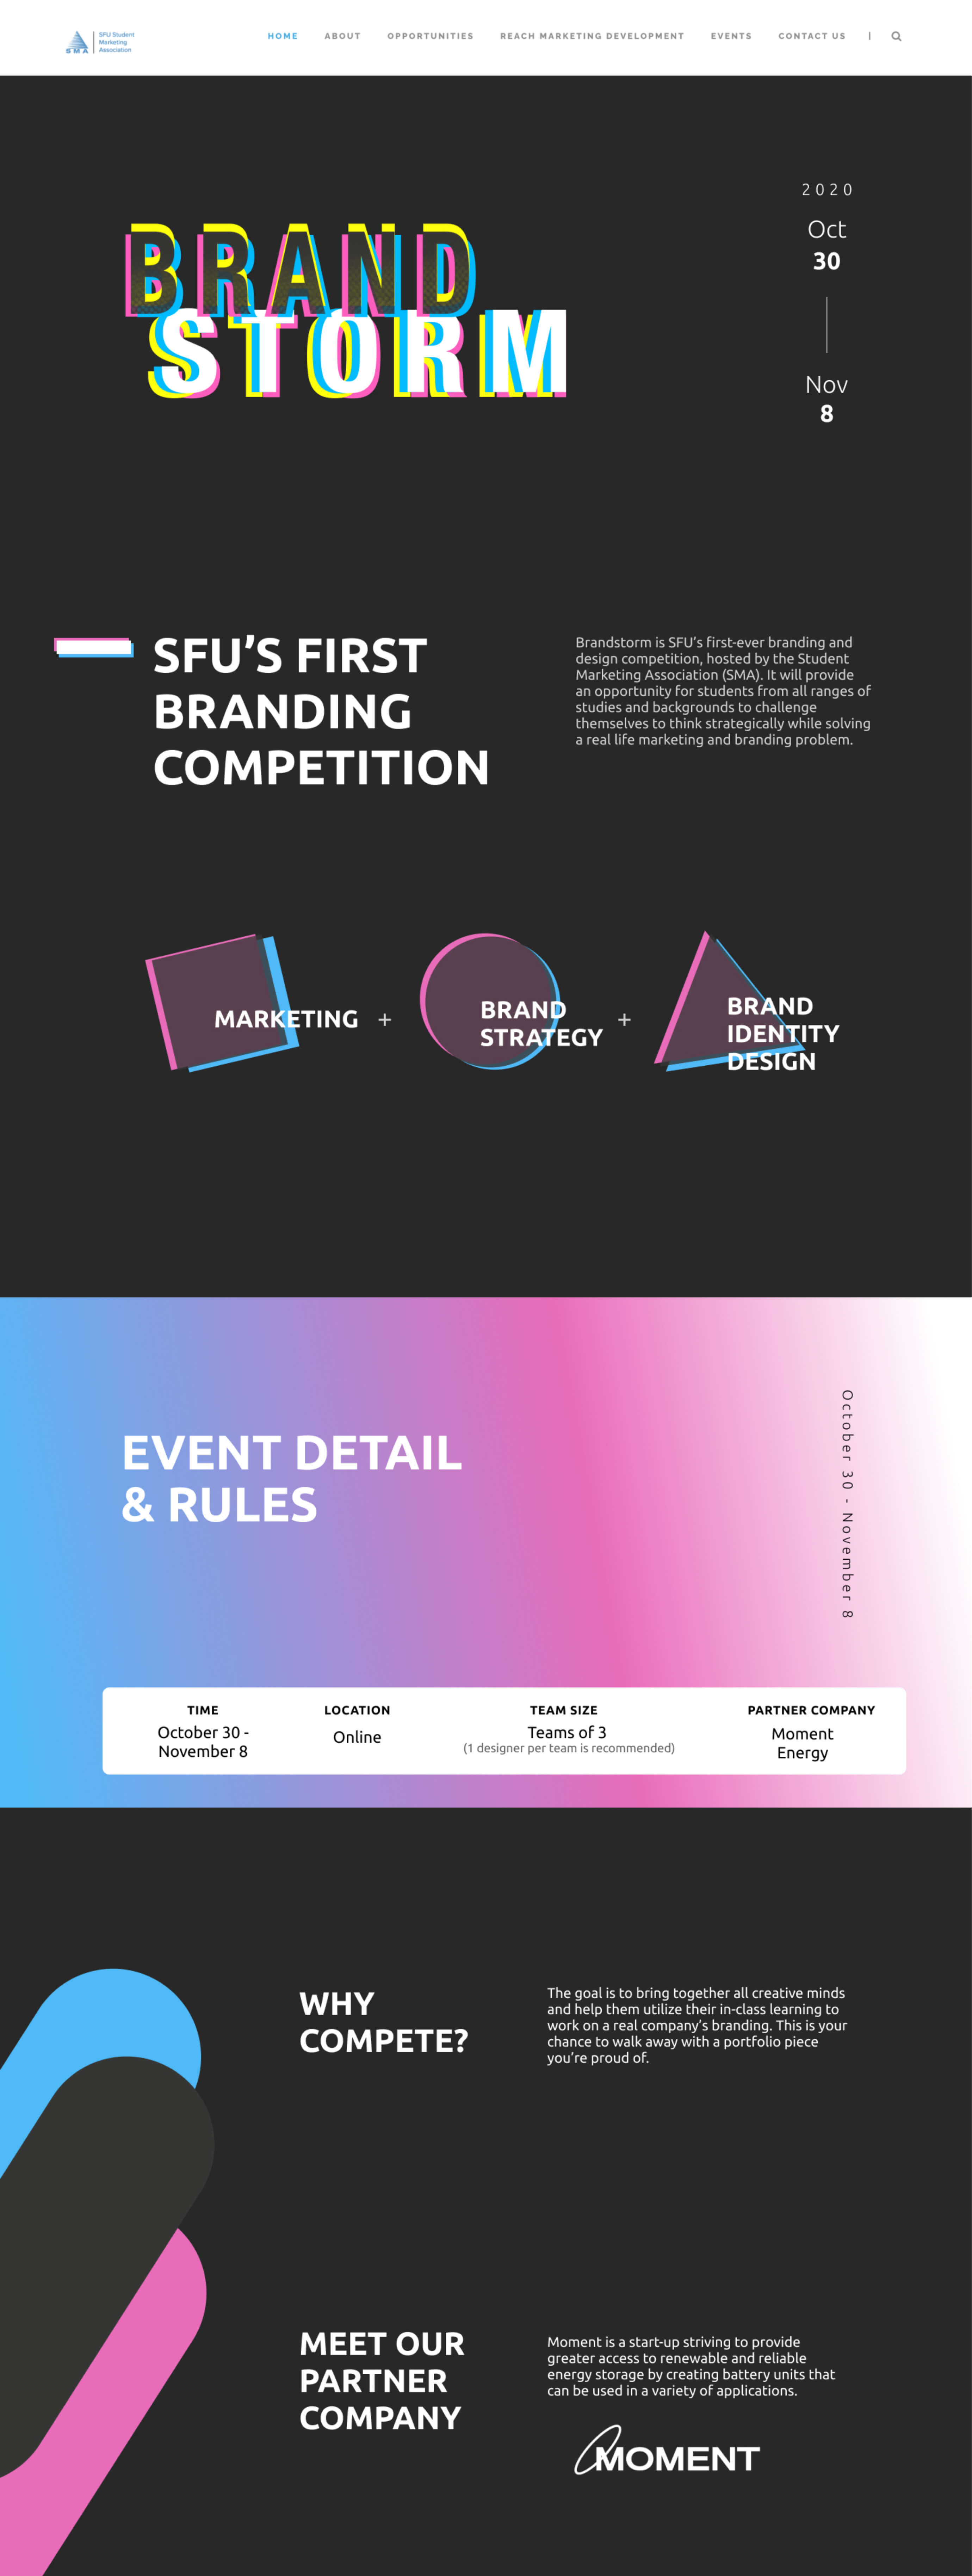 SFU Student
Marketing
Association
SMA
HOME ABOUT OPPORTUNITIES REACH MARKETING DEVELOPMENT EVENTS CONTACT US |
BRAND
STORM
2020
Oct
30
Nov
8
SFU'S FIRST
BRANDING
COMPETITION
Brandstorm is SFU's first-ever branding and
design competition, hosted by the Student
Marketing Association (SMA). It will provide
an opportunity for students from all ranges of
studies and backgrounds to challenge
themselves to think strategically while solving
a real life marketing and branding problem.
MARKETING +
BRAND
STRATEGY +
BRAND
IDENTITY
DESIGN
EVENT DETAIL
& RULES
October 30 - November 8
TIME
October 30 -
November 8
LOCATION
Online
TEAM SIZE
Teams of 3
(1 designer per team is recommended)
PARTNER COMPANY
Moment
Energy
WHY
COMPETE?
The goal is to bring together all creative minds
and help them utilize their in-class learning to
work on a real company's branding. This is your
chance to walk away with a portfolio piece
you're proud of.
MEET OUR
PARTNER
COMPANY
Moment is a start-up striving to provide
greater access to renewable and reliable
energy storage by creating battery units that
can be used in a variety of applications.
MOMENT